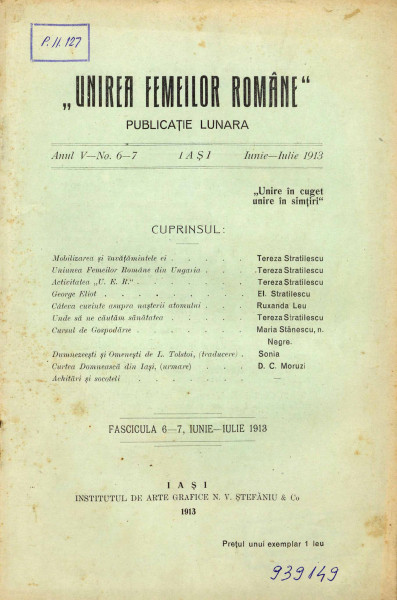 P. II. 127
„UNIREA FEMEILOR ROMÂNE“
PUBLICAȚIE LUNARA
Anul V—No. 6—7 IAȘI Iunie—Iulie 1913
„Unire în cuget
unire în simțiri“
CUPRINSUL:
Mobilizarea și învățămintele ei . . . . . Tereza Stratilescu
Uniunea Femeilor Române din Ungaria . . . . Tereza Stratilescu
Activitatea „U. F. R.“ . . . . . . Tereza Stratilescu
George Eliot . . . . . . . . El. Stratilescu
Câteva cuvinte asupra nașterii atomului . . . Ruxanda Leu
Unde să ne căutăm sănătatea . . . . . Tereza Stratilescu
Cursul de Gospodărie . . . . . . Maria Stănescu, n.
Negre.
Dumnezeești și Omenești de L. Tolstoi, (traducere) . Sonia
Curtea Domnească din Iași, (urmare) . . . D. C. Moruzi
Achitări și socoteli . . . . . —
FASCICULA 6—7, IUNIE—IULIE 1913
IAȘI
INSTITUTUL DE ARTE GRAFICE N. V. ȘTEFĂNIU & Co
1913
Prețul unui exemplar 1 leu
939149